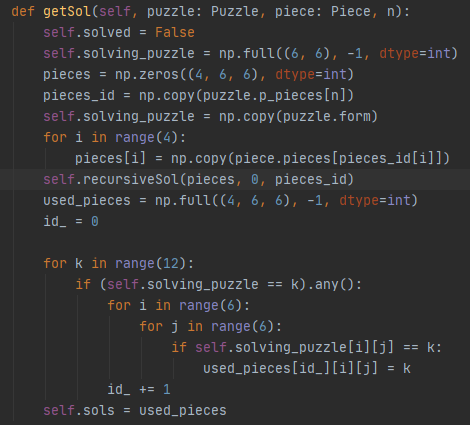 def getSol(self, puzzle: Puzzle, piece: Piece, n):
    self.solved = False
    self.solving_puzzle = np.full((6, 6), -1, dtype=int)
    pieces = np.zeros((4, 6, 6), dtype=int)
    pieces_id = np.copy(puzzle.p_pieces[n])
    self.solving_puzzle = np.copy(puzzle.form)
    for i in range(4):
        pieces[i] = np.copy(piece.pieces[pieces_id[i]])
    self.recursiveSol(pieces, 0, pieces_id)
    used_pieces = np.full((4, 6, 6), -1, dtype=int)
    id_ = 0

    for k in range(12):
        if (self.solving_puzzle == k).any():
            for i in range(6):
                for j in range(6):
                    if self.solving_puzzle[i][j] == k:
                        used_pieces[id_][i][j] = k
            id_ += 1
    self.sols = used_pieces